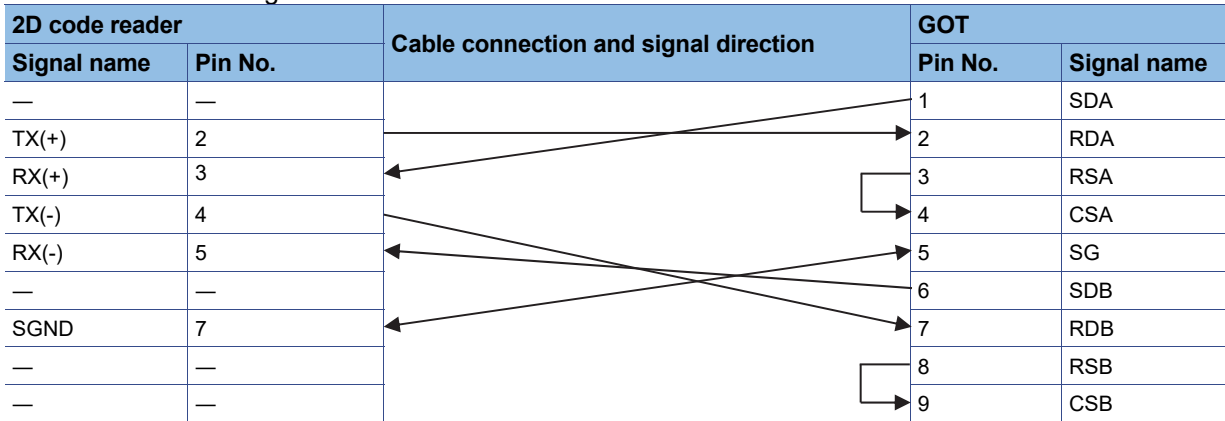 2D code reader Cable connection and signal direction GOT
Signal name Pin No. Pin No. Signal name
— — 1 SDA
TX(+) 2 2 RDA
RX(+) 3 3 RSA
TX(-) 4 4 CSA
RX(-) 5 5 SG
— — 6 SDB
SGND 7 7 RDB
— — 8 RSB
— — 9 CSB